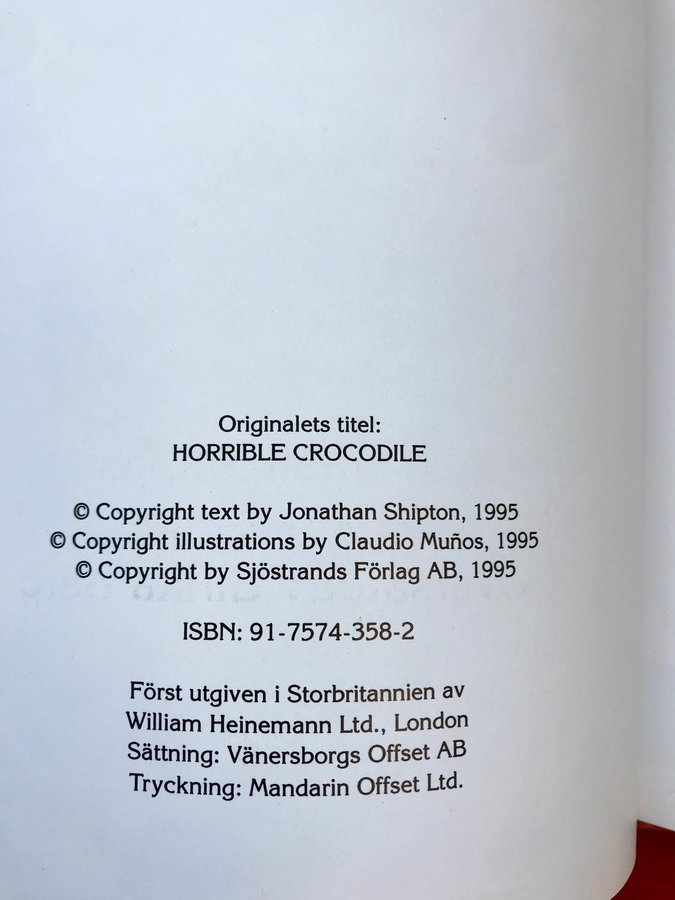 Originalets titel:
HORRIBLE CROCODILE
© Copyright text by Jonathan Shipton, 1995
© Copyright illustrations by Claudio Muños, 1995
© Copyright by Sjöstrands Förlag AB, 1995
ISBN: 91-7574-358-2
Först utgiven i Storbritannien av
William Heinemann Ltd., London
Sättning: Vänersborgs Offset AB
Tryckning: Mandarin Offset Ltd.